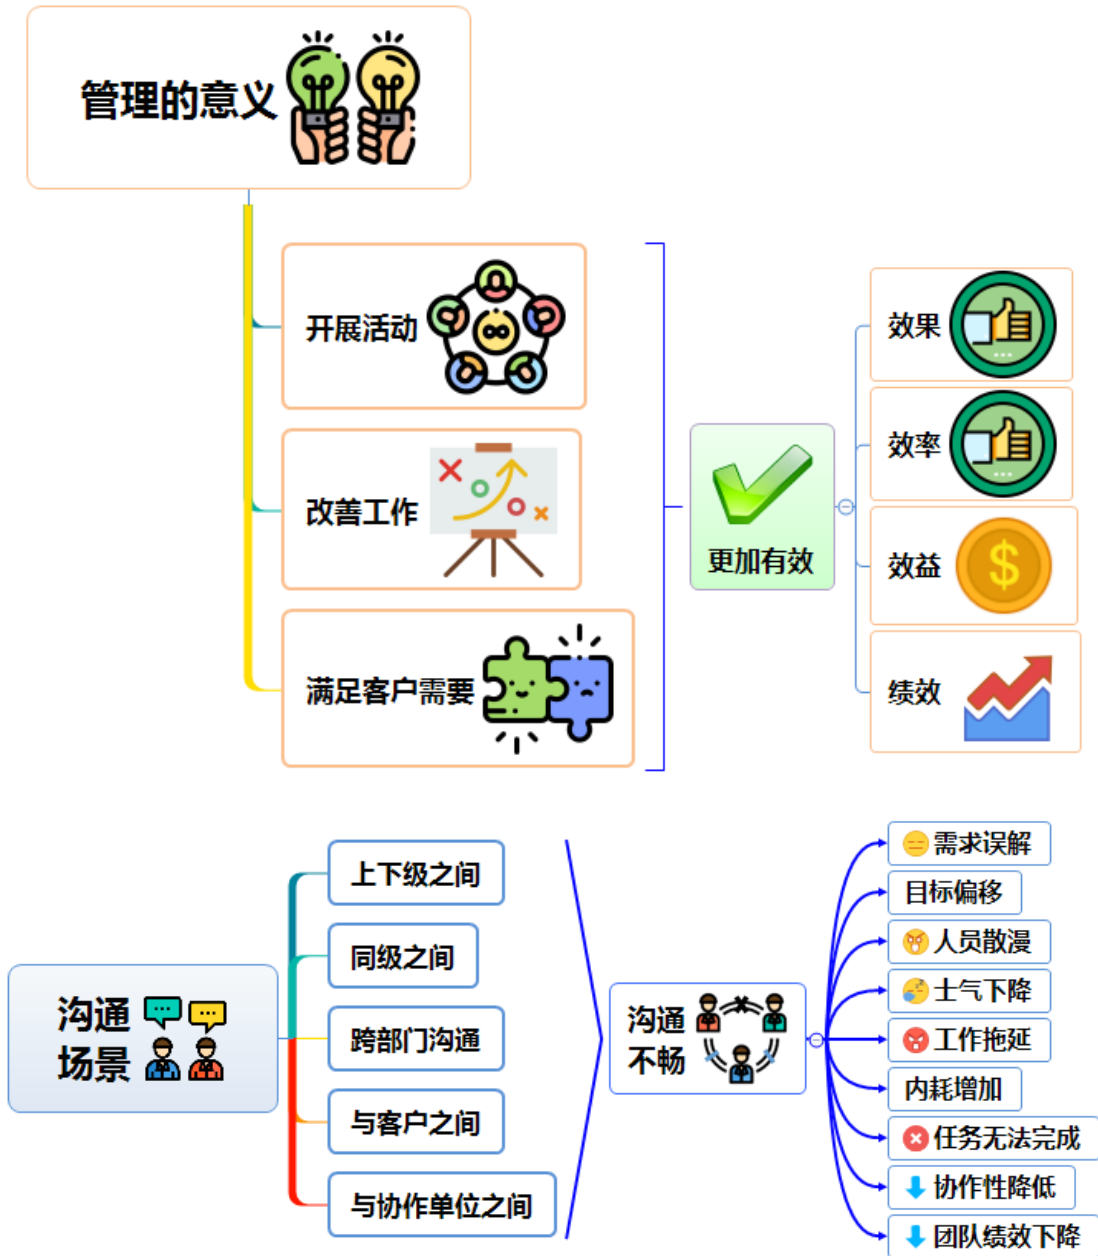 管理的意义
开展活动
改善工作
满足客户需要
更加有效
效果
效率
效益
绩效
沟通
场景
上下级之间
同级之间
跨部门沟通
与客户之间
与协作单位之间
沟通
不畅
需求误解
目标偏移
人员散漫
士气下降
工作拖延
内耗增加
任务无法完成
协作性降低
团队绩效下降